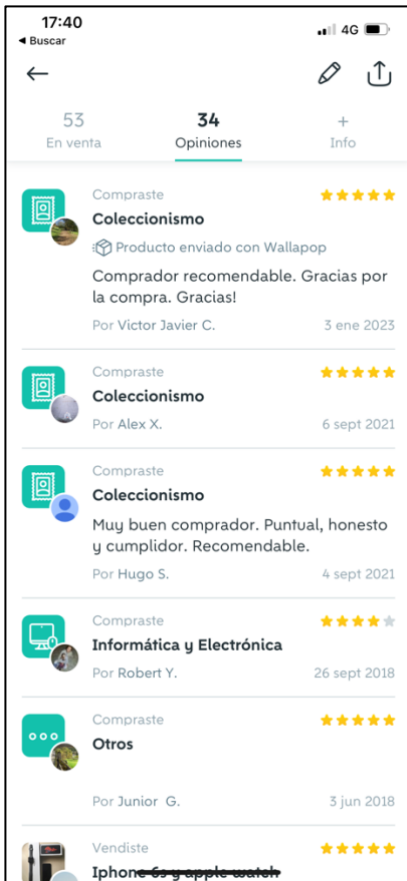 17:40
4G
◀ Buscar
53
34
+
En venta
Opiniones
Info
Compraste
Coleccionismo
Producto enviado con Wallapop
Comprador recomendable. Gracias por
la compra. Gracias!
Por Victor Javier C.
3 ene 2023
Compraste
Coleccionismo
Por Alex X.
6 sept 2021
Compraste
Coleccionismo
Muy buen comprador. Puntual, honesto
y cumplidor. Recomendable.
Por Hugo S.
4 sept 2021
Compraste
Informática y Electrónica
Por Robert Y.
26 sept 2018
Compraste
Otros
Por Junior G.
3 jun 2018
Vendiste
Iphone 6s y apple watch